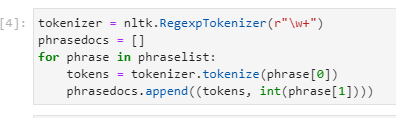 [4]: tokenizer = nltk.RegexpTokenizer(r"\w+")
phrasedocs = []
for phrase in phraselist:
    tokens = tokenizer.tokenize(phrase[0])
    phrasedocs.append((tokens, int(phrase[1])))